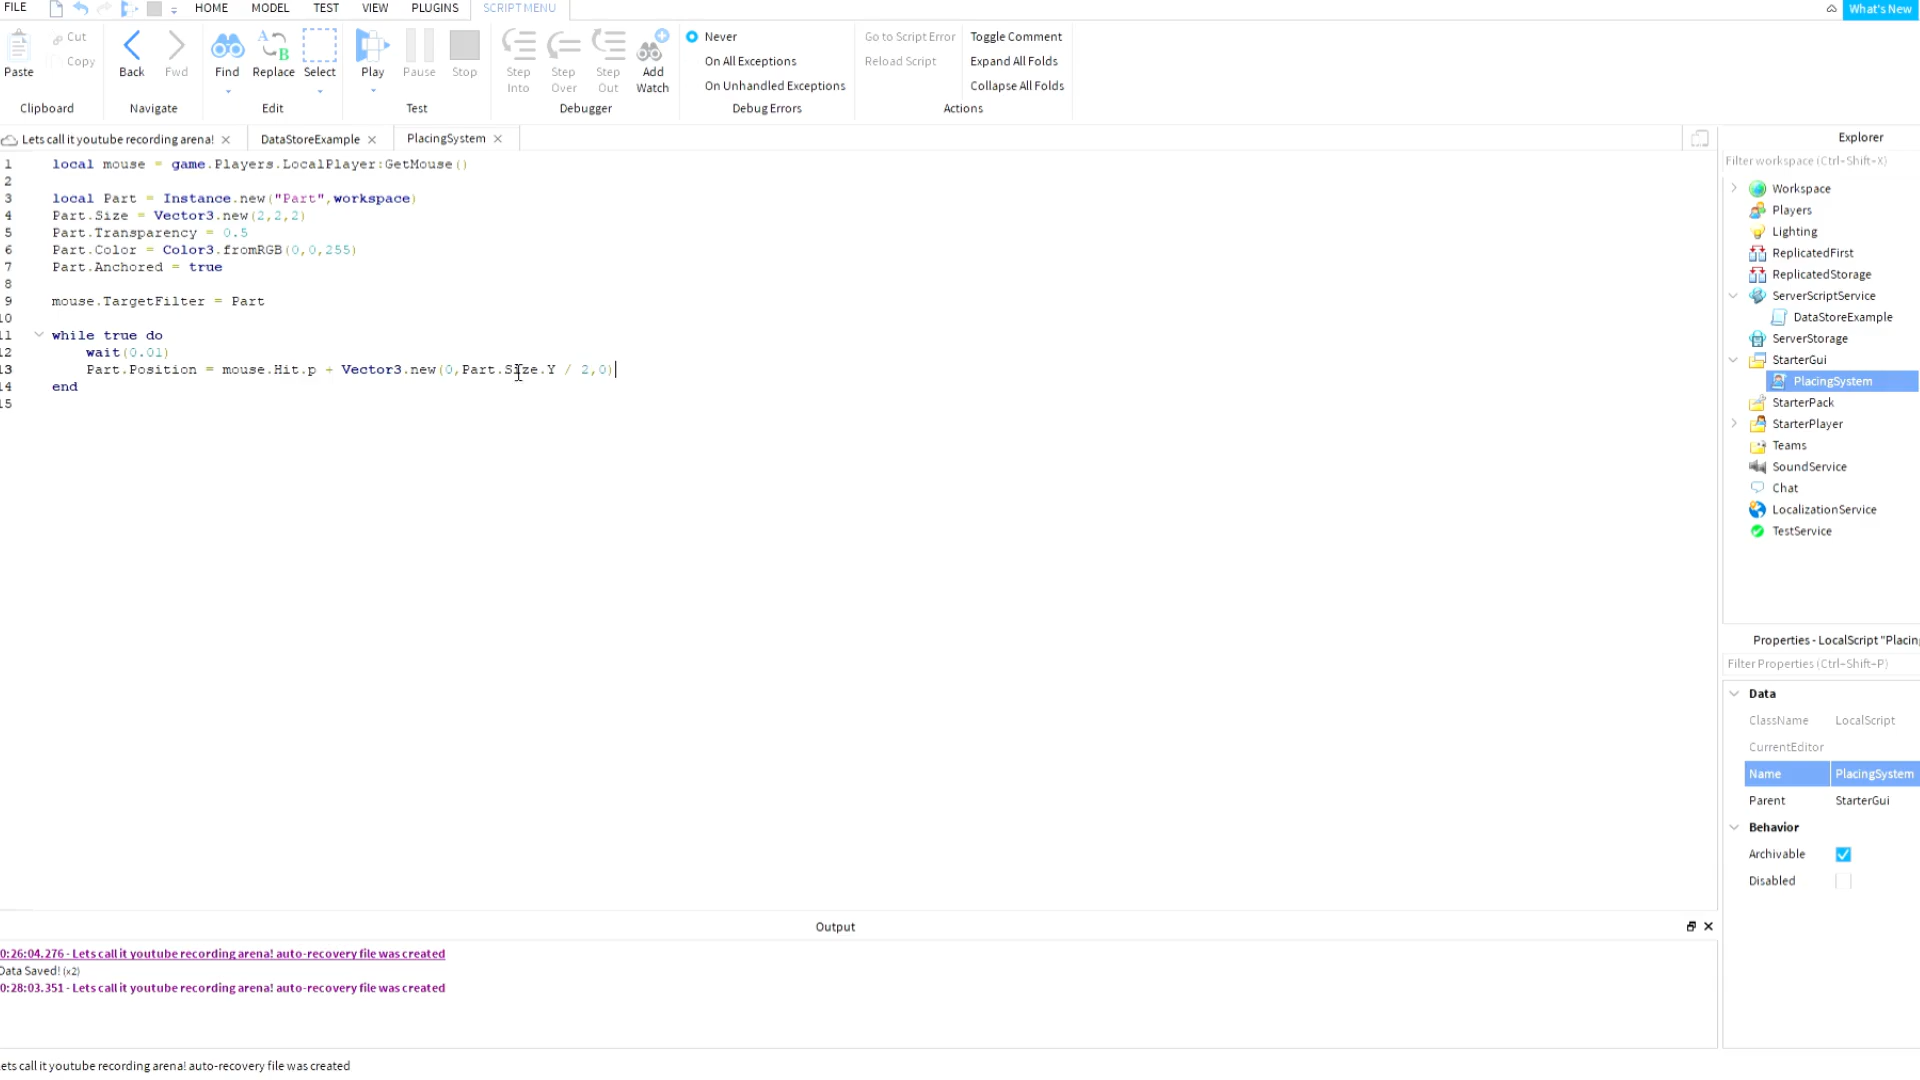 FILE HOME MODEL TEST VIEW PLUGINS SCRIPT MENU What's New
Paste Cut Copy
Clipboard
Back Fwd
Navigate
Find Replace Select
Edit
Play Pause Stop
Test
Step Into Step Over Step Out Add Watch
Debugger
Never
On All Exceptions
On Unhandled Exceptions
Debug Errors
Go to Script Error Toggle Comment
Reload Script Expand All Folds
Collapse All Folds
Actions
Lets call it youtube recording arena! DataStoreExample PlacingSystem
1 local mouse = game.Players.LocalPlayer:GetMouse()
2
3 local Part = Instance.new("Part",workspace)
4 Part.Size = Vector3.new(2,2,2)
5 Part.Transparency = 0.5
6 Part.Color = Color3.fromRGB(0,0,255)
7 Part.Anchored = true
8
9 mouse.TargetFilter = Part
10
11 while true do
12 wait(0.01)
13 Part.Position = mouse.Hit.p + Vector3.new(0,Part.Size.Y / 2,0)
14 end
15
Explorer
Filter workspace (Ctrl-Shift-X)
Workspace
Players
Lighting
ReplicatedFirst
ReplicatedStorage
ServerScriptService
DataStoreExample
ServerStorage
StarterGui
PlacingSystem
StarterPack
StarterPlayer
Teams
SoundService
Chat
LocalizationService
TestService
Properties - LocalScript "Placin
Filter Properties (Ctrl-Shift-P)
Data
ClassName LocalScript
CurrentEditor
Name PlacingSystem
Parent StarterGui
Behavior
Archivable
Disabled
Output
0:26:04.276 - Lets call it youtube recording arena! auto-recovery file was created
Data Saved! (x2)
0:28:03.351 - Lets call it youtube recording arena! auto-recovery file was created
ets call it youtube recording arena! auto-recovery file was created